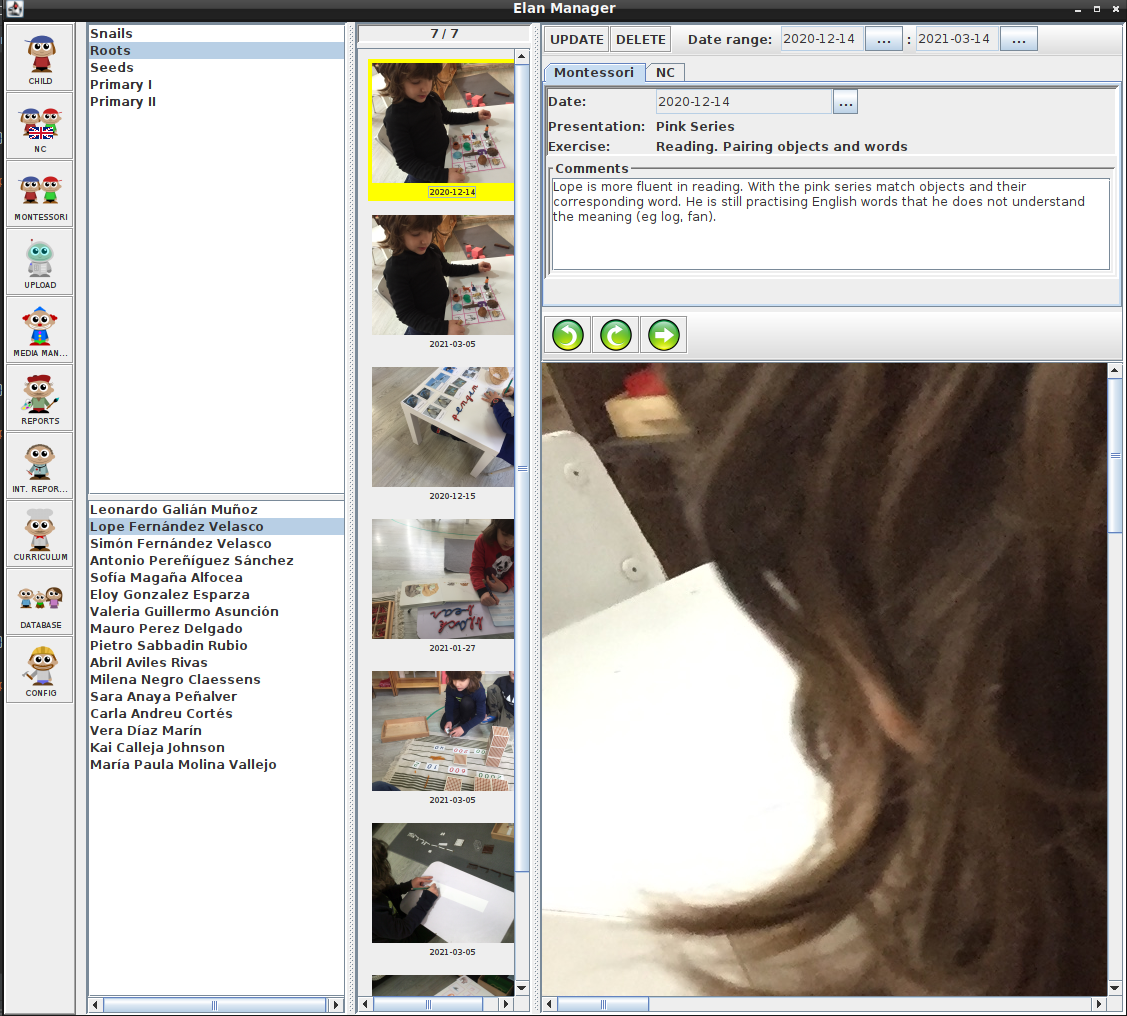 Elan Manager
CHILD
NC
MONTESSORI
UPLOAD
MEDIA MAN...
REPORTS
INT. REPOR...
CURRICULUM
DATABASE
CONFIG
Snails
Roots
Seeds
Primary I
Primary II
Leonardo Galián Muñoz
Lope Fernández Velasco
Simón Fernández Velasco
Antonio Pereñíguez Sánchez
Sofía Magaña Alfocea
Eloy Gonzalez Esparza
Valeria Guillermo Asunción
Mauro Perez Delgado
Pietro Sabbadin Rubio
Abril Aviles Rivas
Milena Negro Claessens
Sara Anaya Peñalver
Carla Andreu Cortés
Vera Díaz Marín
Kai Calleja Johnson
María Paula Molina Vallejo
7 / 7
2020-12-14
2021-03-05
penguin
2020-12-15
black
bear
2021-01-27
2021-03-05
2021-03-05
UPDATE DELETE Date range: 2020-12-14 ... : 2021-03-14 ...
Montessori NC
Date: 2020-12-14 ...
Presentation: Pink Series
Exercise: Reading. Pairing objects and words
Comments
Lope is more fluent in reading. With the pink series match objects and their
corresponding word. He is still practising English words that he does not understand
the meaning (eg log, fan).